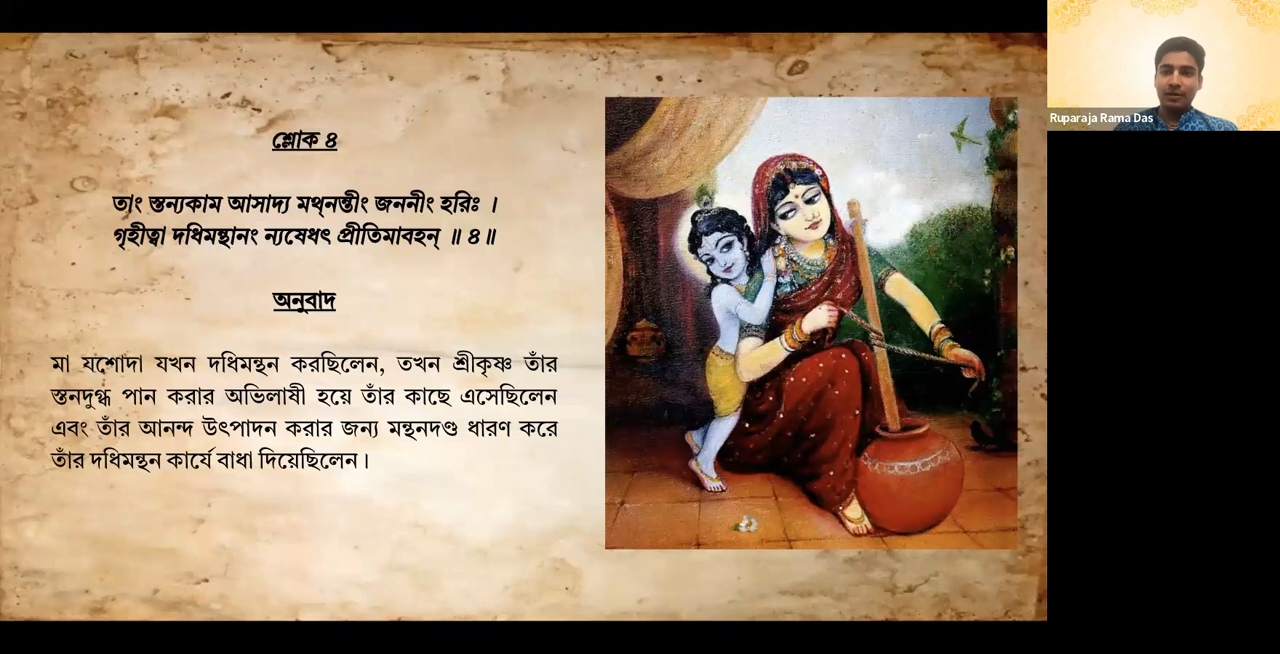 শ্লোক ৪
তাং স্তন্যকাম আসাদ্য মথ্‌নন্তীং জননীং হরিঃ ।
গৃহীত্বা দধিমন্থানং ন্যষেধৎ প্রীতিমাবহন্ ॥ ৪॥
অনুবাদ
মা যশোদা যখন দধিমন্থন করছিলেন, তখন শ্রীকৃষ্ণ তাঁর
স্তনদুগ্ধ পান করার অভিলাষী হয়ে তাঁর কাছে এসেছিলেন
এবং তাঁর আনন্দ উৎপাদন করার জন্য মন্থনদণ্ড ধারণ করে
তাঁর দধিমন্থন কার্যে বাধা দিয়েছিলেন।
Ruparaja Rama Das